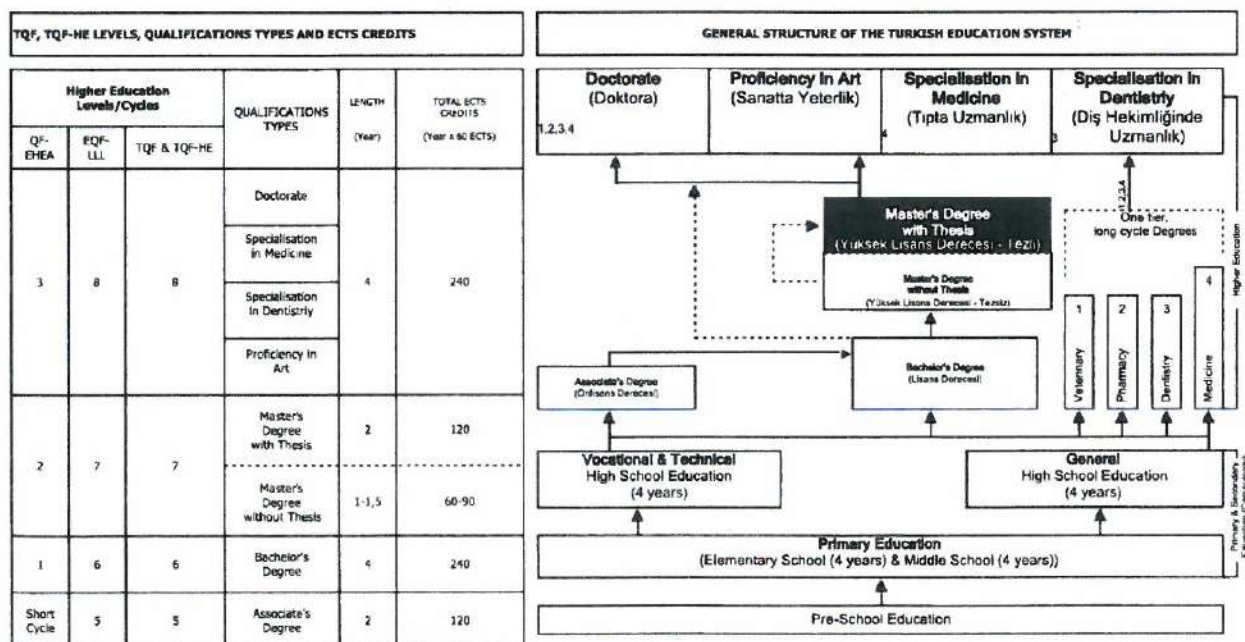 TQF, TQF-HE LEVELS, QUALIFICATIONS TYPES AND ECTS CREDITS
Higher Education
Levels/Cycles
QUALIFICATIONS
TYPES
LENGTH
(Year)
TOTAL ECTS
CREDITS
(Year x 60 ECTS)
QF-
EHEA
EQF-
LLL
TQF & TQF-HE
3
8
8
Doctorate
Specialisation
in Medicine
Specialisation
in Dentistriy
Proficiency in
Art
4
240
2
7
7
Master's
Degree
with Thesis
2
120
Master's
Degree
without Thesis
1-1,5
60-90
1
6
6
Bachelor's
Degree
4
240
Short
Cycle
5
5
Associate's
Degree
2
120
GENERAL STRUCTURE OF THE TURKISH EDUCATION SYSTEM
Doctorate
(Doktora)
1,2,3,4
Proficiency in Art
(Sanatta Yeterlik)
Specialisation in
Medicine
(Tıpta Uzmanlık)
4
Specialisation in
Dentistriy
(Diş Hekimliğinde
Uzmanlık)
3
1,2,3,4
One tier,
long cycle Degrees
Master's Degree
with Thesis
(Yüksek Lisans Derecesi - Tezli)
Master's Degree
without Thesis
(Yüksek Lisans Derecesi - Tezsiz)
Associate's Degree
(Önlisans Derecesi)
Bachelor's Degree
(Lisans Derecesi)
1
Veterinary
2
Pharmacy
3
Dentistry
4
Medicine
Higher Education
Vocational & Technical
High School Education
(4 years)
General
High School Education
(4 years)
Primary Education
(Elementary School (4 years) & Middle School (4 years))
Pre-School Education
Primary & Secondary